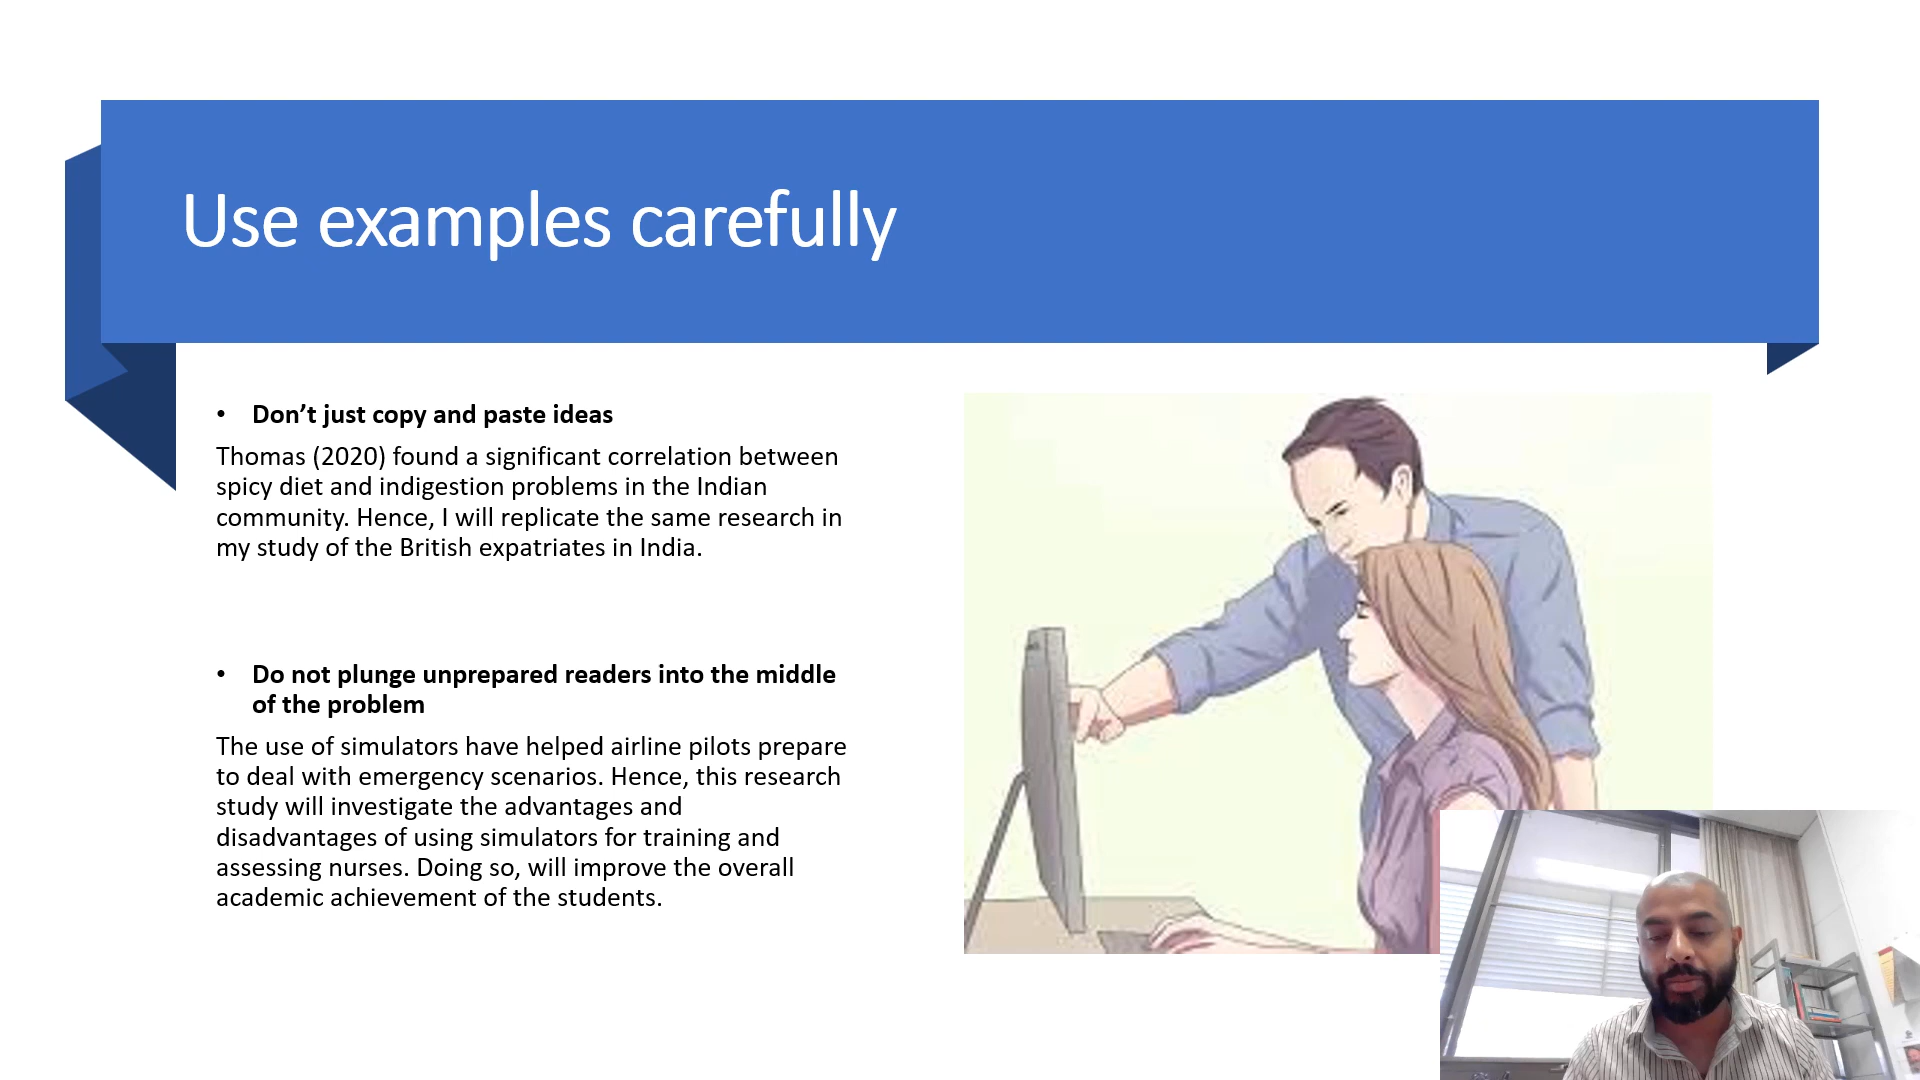 Use examples carefully
• Don’t just copy and paste ideas
Thomas (2020) found a significant correlation between
spicy diet and indigestion problems in the Indian
community. Hence, I will replicate the same research in
my study of the British expatriates in India.
• Do not plunge unprepared readers into the middle
of the problem
The use of simulators have helped airline pilots prepare
to deal with emergency scenarios. Hence, this research
study will investigate the advantages and
disadvantages of using simulators for training and
assessing nurses. Doing so, will improve the overall
academic achievement of the students.